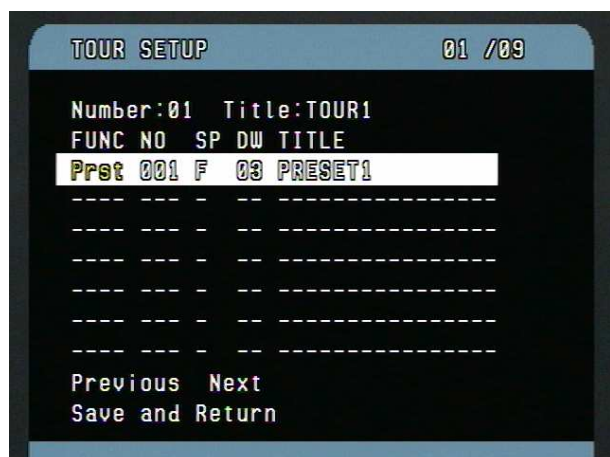 TOUR SETUP 01 /09
Number:01 Title:TOUR1
FUNC NO SP DW TITLE
Prst 001 F 03 PRESET1
---- --- - -- ----------------
---- --- - -- ----------------
---- --- - -- ----------------
---- --- - -- ----------------
---- --- - -- ----------------
---- --- - -- ----------------
Previous Next
Save and Return